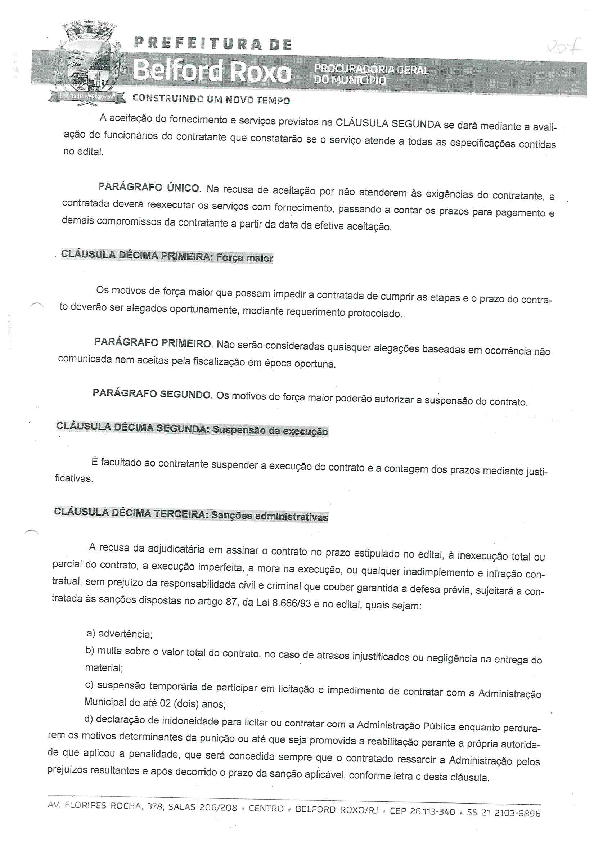 PREFEITURA DE
Belford Roxo
PROCURADORIA GERAL
DO MUNICÍPIO
CONSTRUINDO UM NOVO TEMPO
A aceitação do fornecimento e serviços previstos na CLÁUSULA SEGUNDA se dará mediante a avali-
ação de funcionários do contratante que constatarão se o serviço atende a todas as especificações contidas
no edital.
PARÁGRAFO ÚNICO. Na recusa de aceitação por não atenderem às exigências do contratante, a
contratada deverá reexecutar os serviços com fornecimento, passando a contar os prazos para pagamento e
demais compromissos da contratante a partir da data da efetiva aceitação.
CLÁUSULA DÉCIMA PRIMEIRA: Força maior
Os motivos de força maior que possam impedir a contratada de cumprir as etapas e o prazo do contra-
to deverão ser alegados oportunamente, mediante requerimento protocolado.
PARÁGRAFO PRIMEIRO. Não serão consideradas quaisquer alegações baseadas em ocorrência não
comunicada nem aceitas pela fiscalização em época oportuna.
PARÁGRAFO SEGUNDO. Os motivos de força maior poderão autorizar a suspensão do contrato.
CLÁUSULA DÉCIMA SEGUNDA: Suspensão da execução
É facultado ao contratante suspender a execução do contrato e a contagem dos prazos mediante justi-
ficativas.
CLÁUSULA DÉCIMA TERCEIRA: Sanções administrativas
A recusa da adjudicatária em assinar o contrato no prazo estipulado no edital, à inexecução total ou
parcial do contrato, a execução imperfeita, a mora na execução, ou qualquer inadimplemento e infração con-
tratual, sem prejuízo da responsabilidade civil e criminal que couber garantida a defesa prévia, sujeitará a con-
tratada às sanções dispostas no artigo 87, da Lei 8.666/93 e no edital, quais sejam:
a) advertência;
b) multa sobre o valor total do contrato, no caso de atrasos injustificados ou negligência na entrega do
material;
c) suspensão temporária de participar em licitação e impedimento de contratar com a Administração
Municipal de até 02 (dois) anos;
d) declaração de inidoneidade para licitar ou contratar com a Administração Pública enquanto perdura-
rem os motivos determinantes da punição ou até que seja promovida a reabilitação perante a própria autorida-
de que aplicou a penalidade, que será concedida sempre que o contratado ressarcir a Administração pelos
prejuízos resultantes e após decorrido o prazo da sanção aplicável, conforme letra c desta cláusula.
AV. FLORIPES ROCHA, 378, SALAS 206/208 • CENTRO • BELFORD ROXO/RJ • CEP 26.113-340 • 55 21 2103-6896